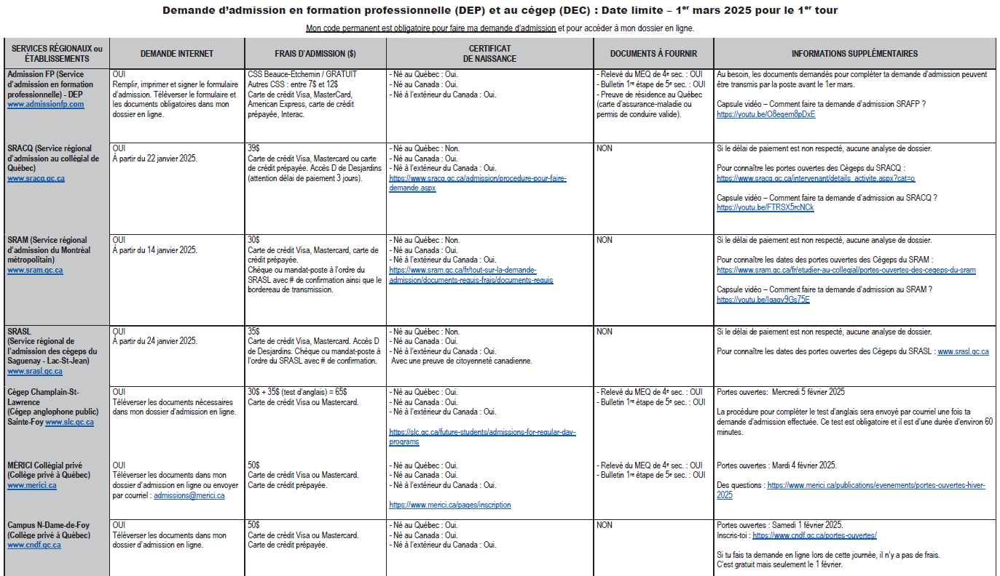 Demande d'admission en formation professionnelle (DEP) et au cégep (DEC) : Date limite – 1er mars 2025 pour le 1er tour
Mon code permanent est obligatoire pour faire ma demande d'admission et pour accéder à mon dossier en ligne.
SERVICES RÉGIONAUX ou
ÉTABLISSEMENTS
DEMANDE INTERNET
FRAIS D'ADMISSION ($)
CERTIFICAT
DE NAISSANCE
DOCUMENTS À FOURNIR
INFORMATIONS SUPPLÉMENTAIRES
Admission FP (Service
d'admission en formation
professionnelle) - DEP
www.admissionfp.com
OUI
Remplir, imprimer et signer le formulaire
d'admission. Téléverser le formulaire et
les documents obligatoires dans mon
dossier en ligne.
CSS Beauce-Etchemin / GRATUIT
Autres CSS : entre 7$ et 12$
Carte de crédit Visa, MasterCard,
American Express, carte de crédit
prépayée, Interac.
- Né au Québec : Oui.
- Né au Canada : Oui.
- Né à l'extérieur du Canada : Oui.
- Relevé du MEQ de 4e sec. : OUI
- Bulletin 1re étape de 5e sec. : OUI
- Preuve de résidence au Québec
(carte d'assurance-maladie ou
permis de conduire valide).
Au besoin, les documents demandés pour compléter ta demande d'admission peuvent
être transmis par la poste avant le 1er mars.
Capsule vidéo – Comment faire ta demande d'admission SRAFP ?
https://youtu.be/O8eqem8pDxE
SRACQ (Service régional
d'admission au collégial de
Québec)
www.sracq.qc.ca
OUI
À partir du 22 janvier 2025.
39$
Carte de crédit Visa, Mastercard ou carte
de crédit prépayée. Accès D de Desjardins
(attention délai de paiement 3 jours).
- Né au Québec : Non.
- Né au Canada : Oui.
- Né à l'extérieur du Canada : Oui.
https://www.sracq.qc.ca/admission/procedure-pour-faire-
demande.aspx
NON
Si le délai de paiement est non respecté, aucune analyse de dossier.
Pour connaître les portes ouvertes des Cégeps du SRACQ :
https://www.sracq.qc.ca/intervenant/details_activite.aspx?cat=o
Capsule vidéo – Comment faire ta demande d'admission au SRACQ ?
https://youtu.be/FTRSX5rcNCk
SRAM (Service régional
d'admission du Montréal
métropolitain)
www.sram.qc.ca
OUI
À partir du 14 janvier 2025.
30$
Carte de crédit Visa, Mastercard, carte de
crédit prépayée.
Chèque ou mandat-poste à l'ordre du
SRASL avec # de confirmation ainsi que le
bordereau de transmission.
- Né au Québec : Non.
- Né au Canada : Oui.
- Né à l'extérieur du Canada : Oui.
https://www.sram.qc.ca/fr/tout-sur-la-demande-
admission/documents-requis-frais/documents-requis
NON
Si le délai de paiement est non respecté, aucune analyse de dossier.
Pour connaître les dates des portes ouvertes des Cégeps du SRAM :
https://www.sram.qc.ca/fr/etudier-au-collegial/portes-ouvertes-des-cegeps-du-sram
Capsule vidéo – Comment faire ta demande d'admission au SRAM ?
SRASL
(Service régional de
l'admission des cégeps du
Saguenay - Lac-St-Jean)
www.srasl.qc.ca
OUI
À partir du 24 janvier 2025.
35$
Carte de crédit Visa, Mastercard. Accès D
de Desjardins. Chèque ou mandat-poste à
l'ordre du SRASL avec # de confirmation.
- Né au Québec : Non.
- Né au Canada : Oui.
- Né à l'extérieur du Canada : Oui.
Avec une preuve de citoyenneté canadienne.
NON
Si le délai de paiement est non respecté, aucune analyse de dossier.
Pour connaître les dates des portes ouvertes des Cégeps du SRASL : www.srasl.qc.ca
Cégep Champlain-St-
Lawrence
(Cégep anglophone public)
Sainte-Foy www.slc.qc.ca
OUI
Téléverser les documents nécessaires
dans mon dossier d'admission en ligne.
30$ + 35$ (test d'anglais) = 65$
Carte de crédit Visa ou Mastercard.
- Né au Québec : Oui.
- Né au Canada : Oui.
- Né à l'extérieur du Canada : Oui.
https://slc.qc.ca/future-students/admissions-for-regular-day-
programs
- Relevé du MEQ de 4e sec. : OUI
- Bulletin 1re étape de 5e sec. : OUI
Portes ouvertes: Mercredi 5 février 2025
La procédure pour compléter le test d'anglais sera envoyé par courriel une fois ta
demande d'admission effectuée. Ce test est obligatoire et il est d'une durée d'environ 60
minutes.
MÉRICI Collégial privé
(Collège privé à Québec)
www.merici.ca
OUI
Téléverser les documents dans mon
dossier d'admission en ligne ou envoyer
par courriel : admissions@merici.ca
50$
Carte de crédit Visa ou Mastercard.
Carte de crédit prépayée.
- Né au Québec : Oui.
- Né au Canada : Oui.
- Né à l'extérieur du Canada : Oui.
https://www.merici.ca/pages/inscription
- Relevé du MEQ de 4e sec. : OUI
- Bulletin 1re étape de 5e sec. : OUI
Portes ouvertes : Mardi 4 février 2025.
Des questions : https://www.merici.ca/publications/evenements/portes-ouvertes-hiver-
2025
Campus N-Dame-de-Foy
(Collège privé à Québec)
www.cndf.qc.ca
OUI
Téléverser les documents dans mon
dossier d'admission en ligne.
50$
Carte de crédit Visa ou Mastercard.
Carte de crédit prépayée.
- Né au Québec : Oui.
- Né au Canada : Oui.
- Né à l'extérieur du Canada : Oui.
NON
Portes ouvertes : Samedi 1 février 2025.
Inscris-toi : https://www.cndf.qc.ca/portes-ouvertes/
Si tu fais ta demande en ligne lors de cette journée, il n'y a pas de frais.
C'est gratuit mais seulement le 1 février.